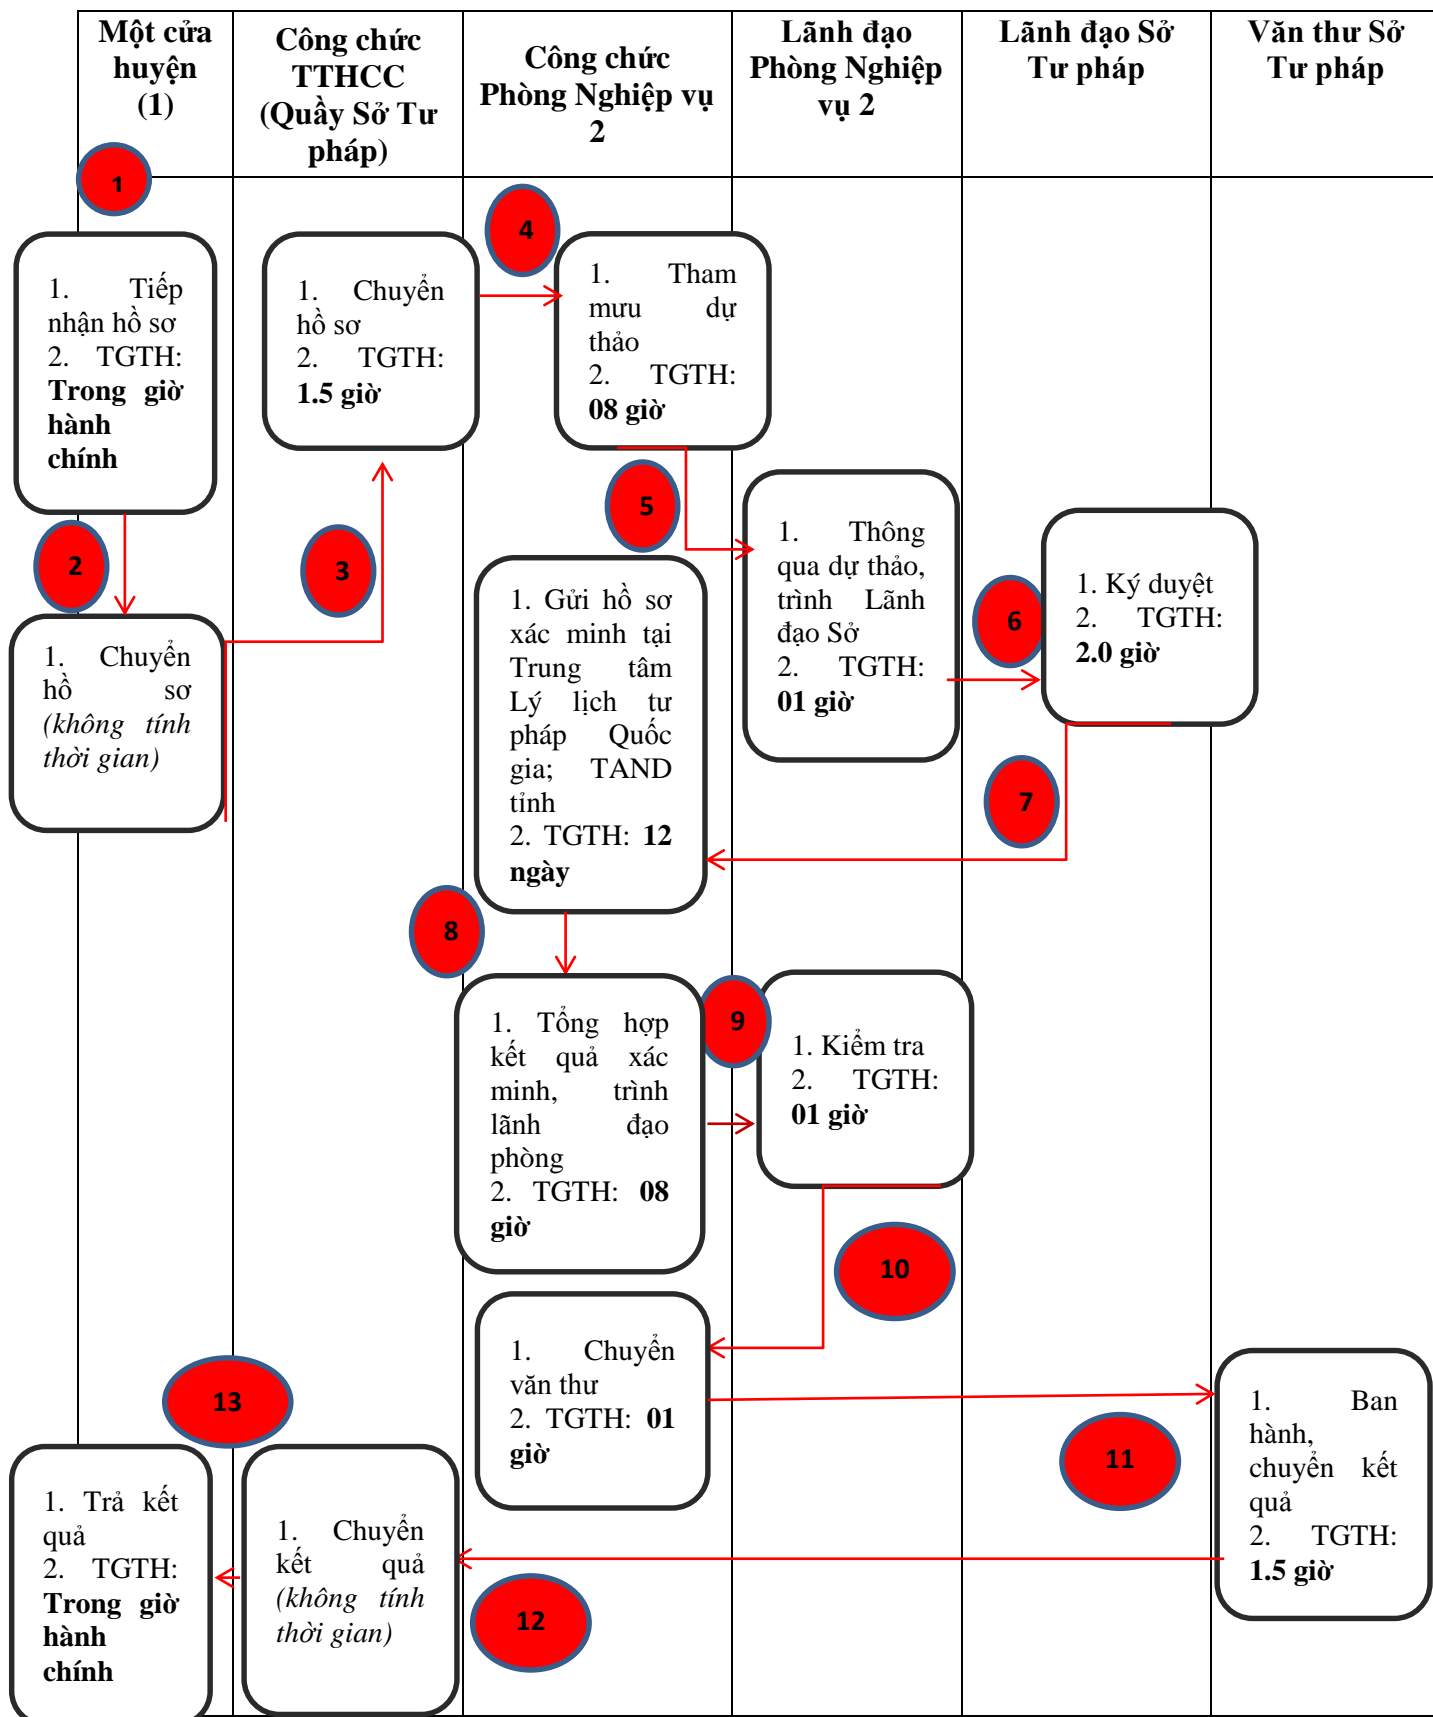 Một cửa
huyện
(1)
Công chức
TTHCC
(Quầy Sở Tư
pháp)
Công chức
Phòng Nghiệp vụ
2
Lãnh đạo
Phòng Nghiệp
vụ 2
Lãnh đạo Sở
Tư pháp
Văn thư Sở
Tư pháp
1
1. Tiếp
nhận hồ sơ
2. TGTH:
Trong giờ
hành
chính
2
1. Chuyển
hồ sơ
(không tính
thời gian)
3
1. Chuyển
hồ sơ
2. TGTH:
1.5 giờ
4
1. Tham
mưu dự
thảo
2. TGTH:
08 giờ
5
1. Thông
qua dự thảo,
trình Lãnh
đạo Sở
2. TGTH:
01 giờ
6
1. Ký duyệt
2. TGTH:
2.0 giờ
7
1. Gửi hồ sơ
xác minh tại
Trung tâm
Lý lịch tư
pháp Quốc
gia; TAND
tỉnh
2. TGTH: 12
ngày
8
1. Tổng hợp
kết quả xác
minh, trình
lãnh đạo
phòng
2. TGTH: 08
giờ
9
1. Kiểm tra
2. TGTH:
01 giờ
10
1. Chuyển
văn thư
2. TGTH: 01
giờ
11
1. Ban
hành,
chuyển kết
quả
2. TGTH:
1.5 giờ
12
1. Chuyển
kết quả
(không tính
thời gian)
13
1. Trả kết
quả
2. TGTH:
Trong giờ
hành
chính